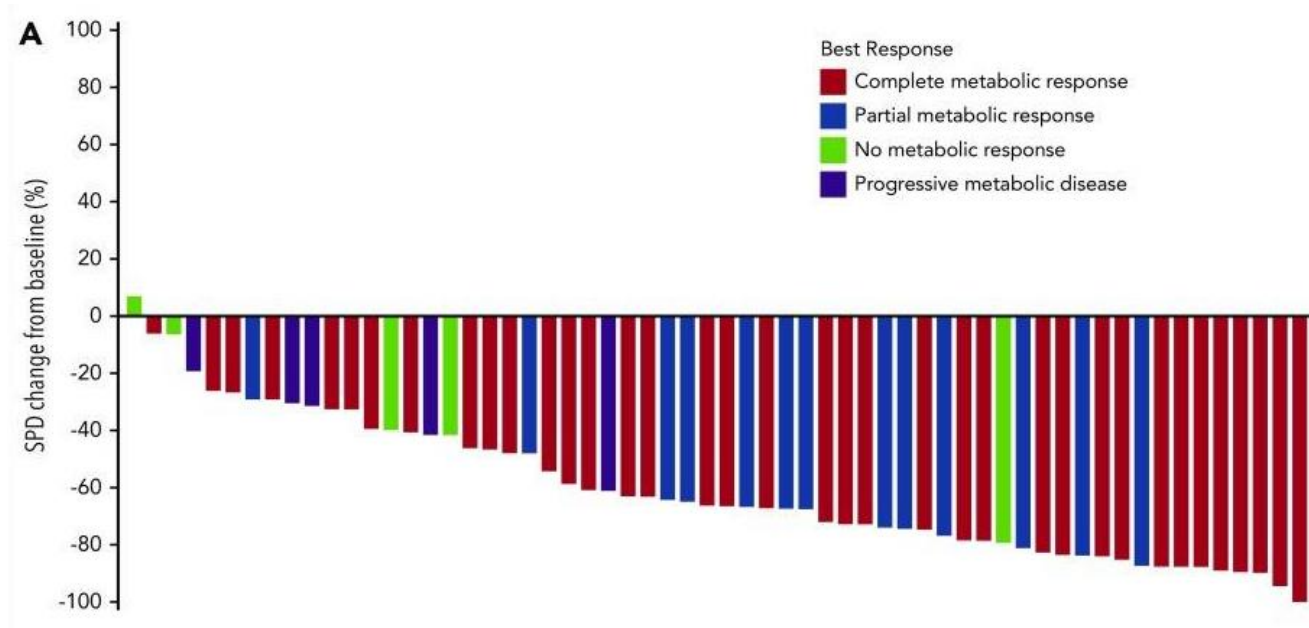 A
100
80
60
40
20
0
-20
-40
-60
-80
-100
SPD change from baseline (%)
Best Response
Complete metabolic response
Partial metabolic response
No metabolic response
Progressive metabolic disease